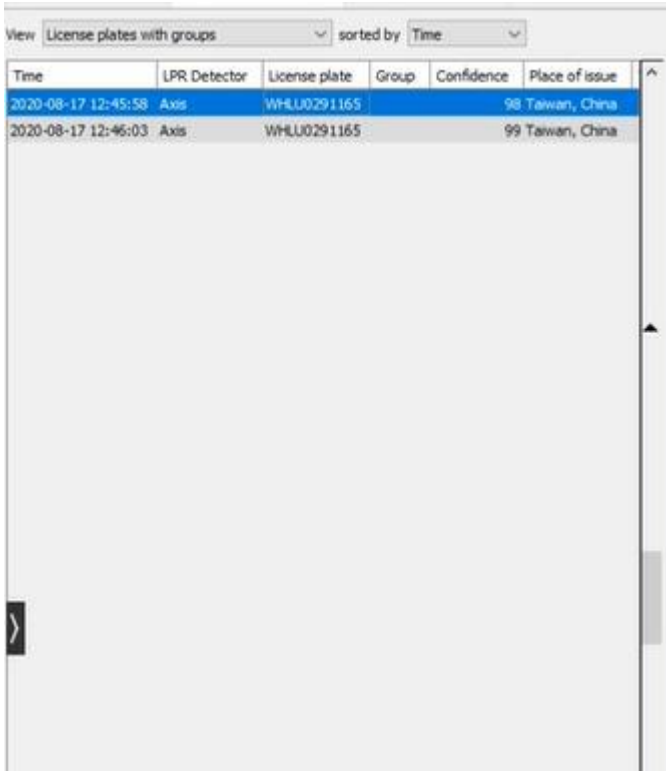 View License plates with groups sorted by Time
Time LPR Detector License plate Group Confidence Place of issue
2020-08-17 12:45:58 Axis WHLU0291165 98 Taiwan, China
2020-08-17 12:46:03 Axis WHLU0291165 99 Taiwan, China